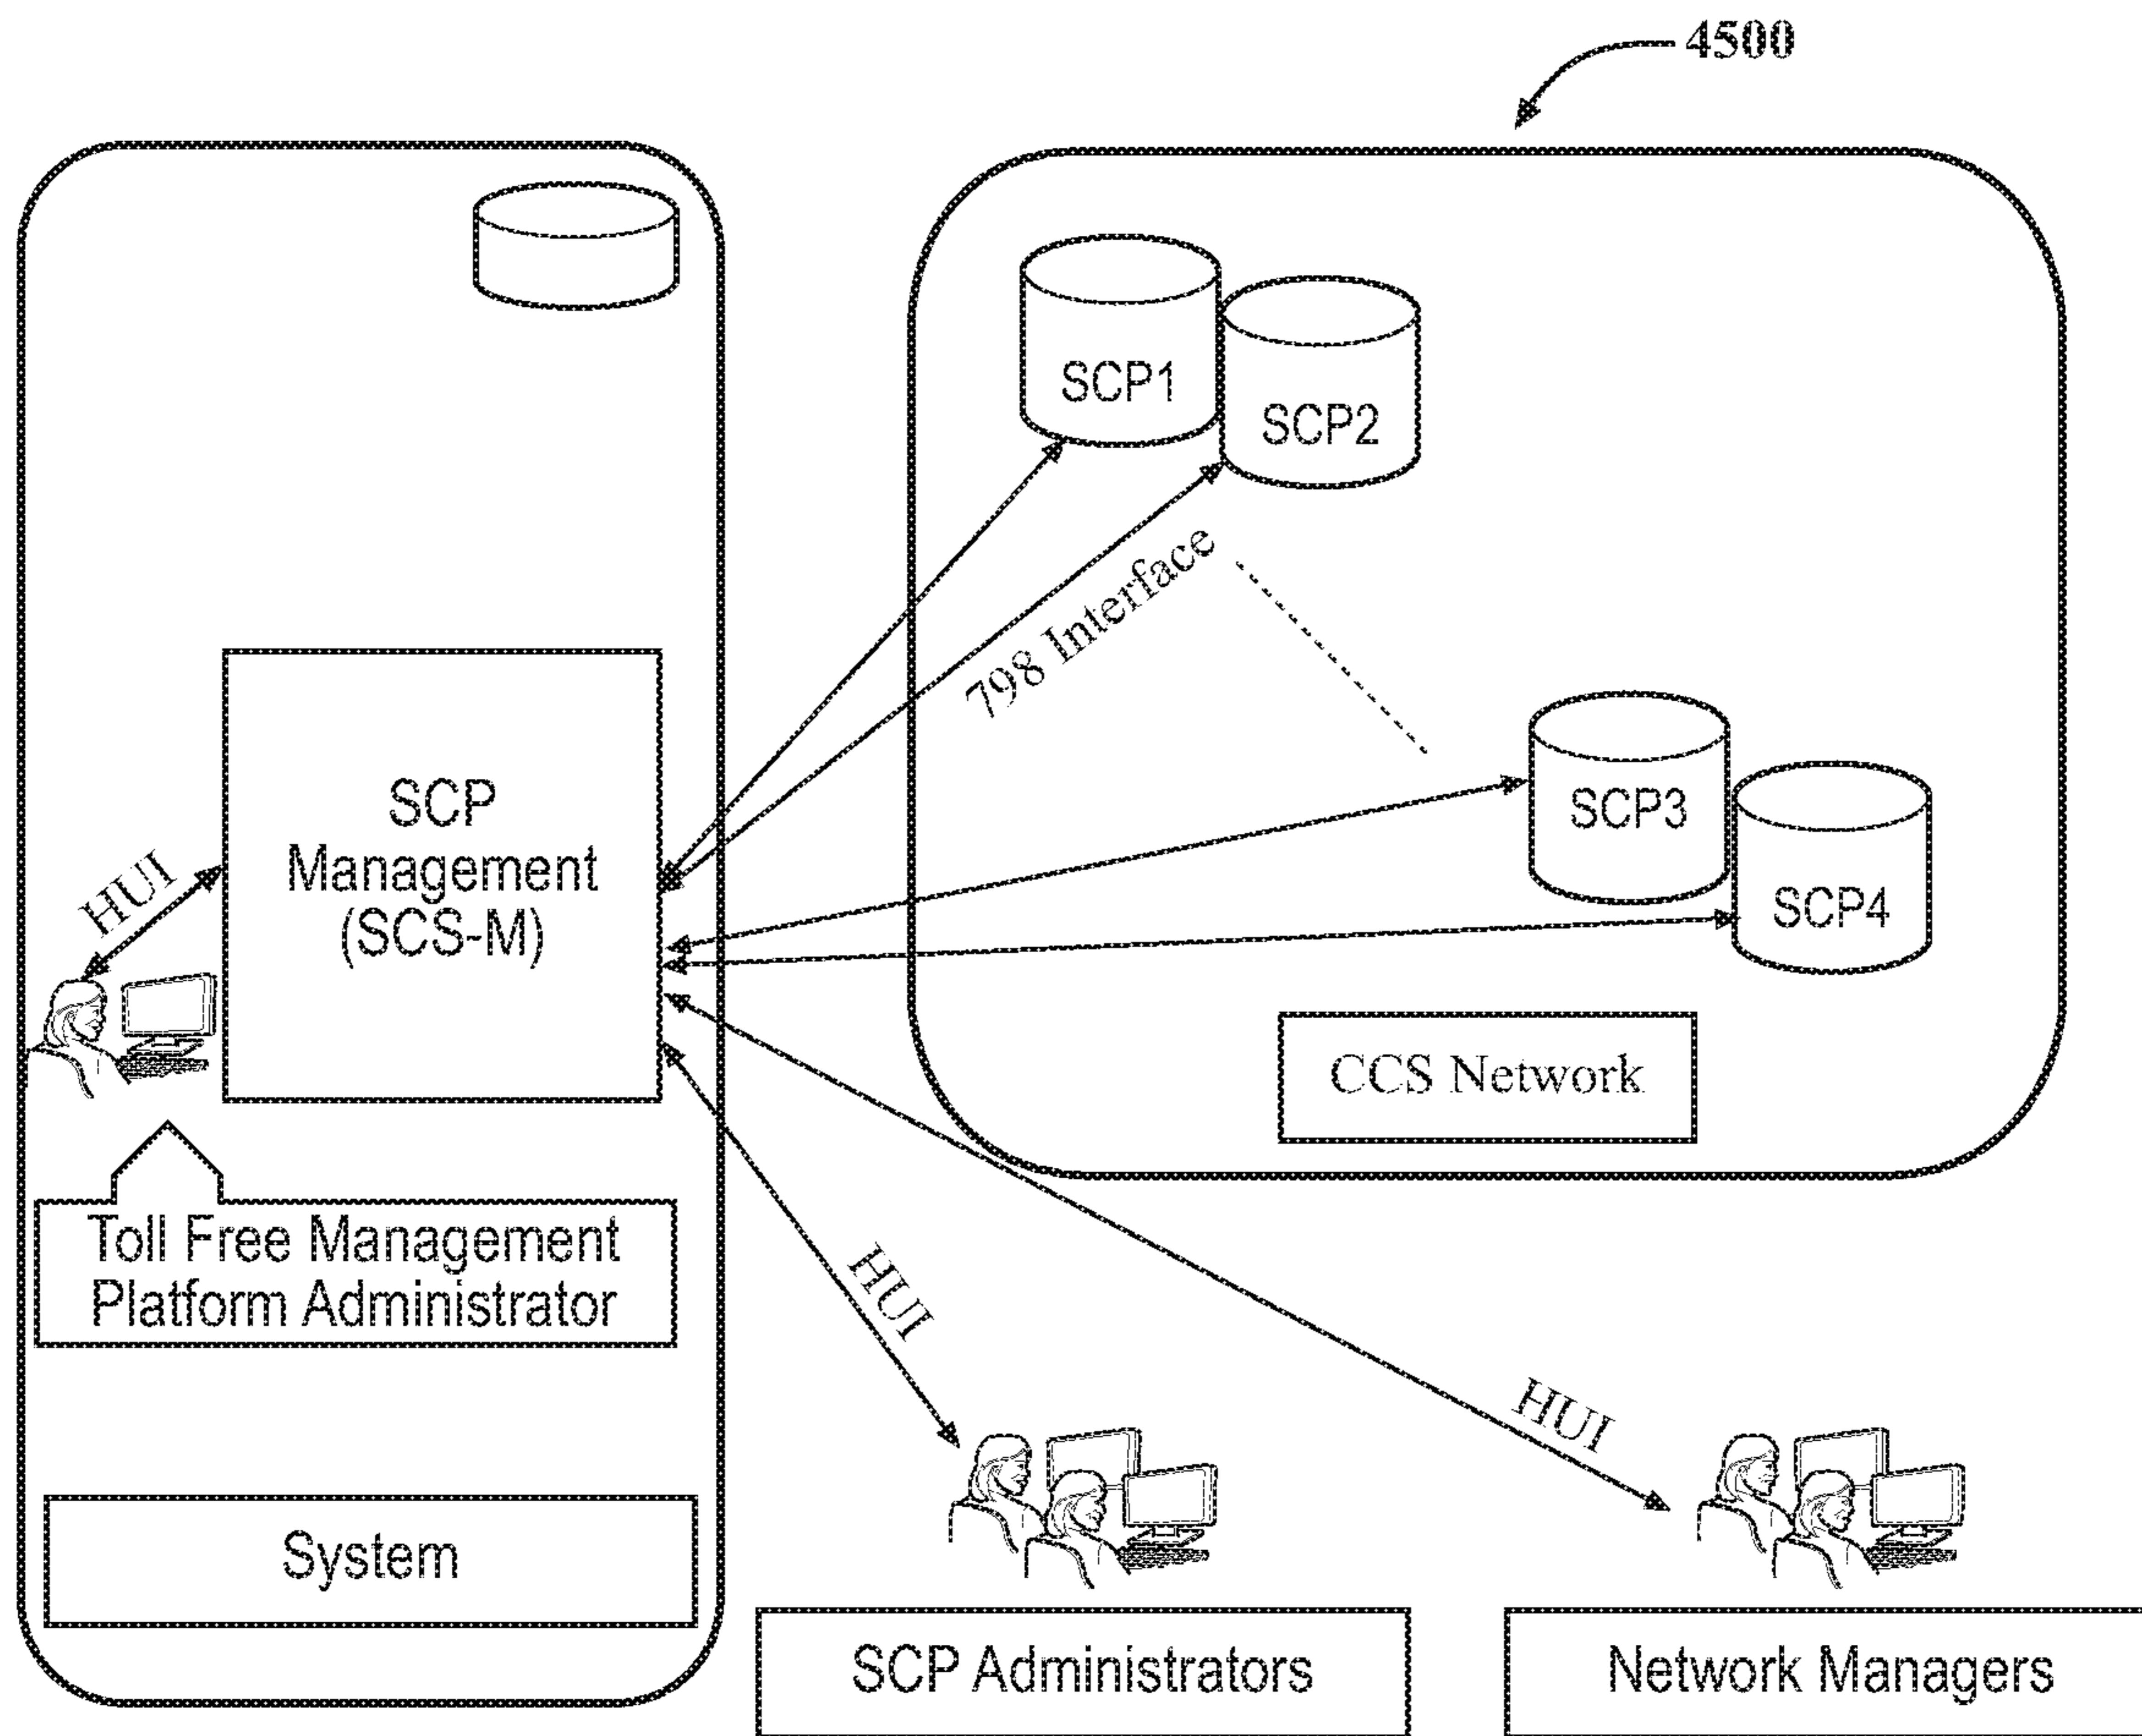 4500
SCP1
SCP2
798 Interface
SCP
Management
(SCS-M)
HUI
SCP3
SCP4
CCS Network
Toll Free Management
Platform Administrator
HUI
HUI
System
SCP Administrators
Network Managers